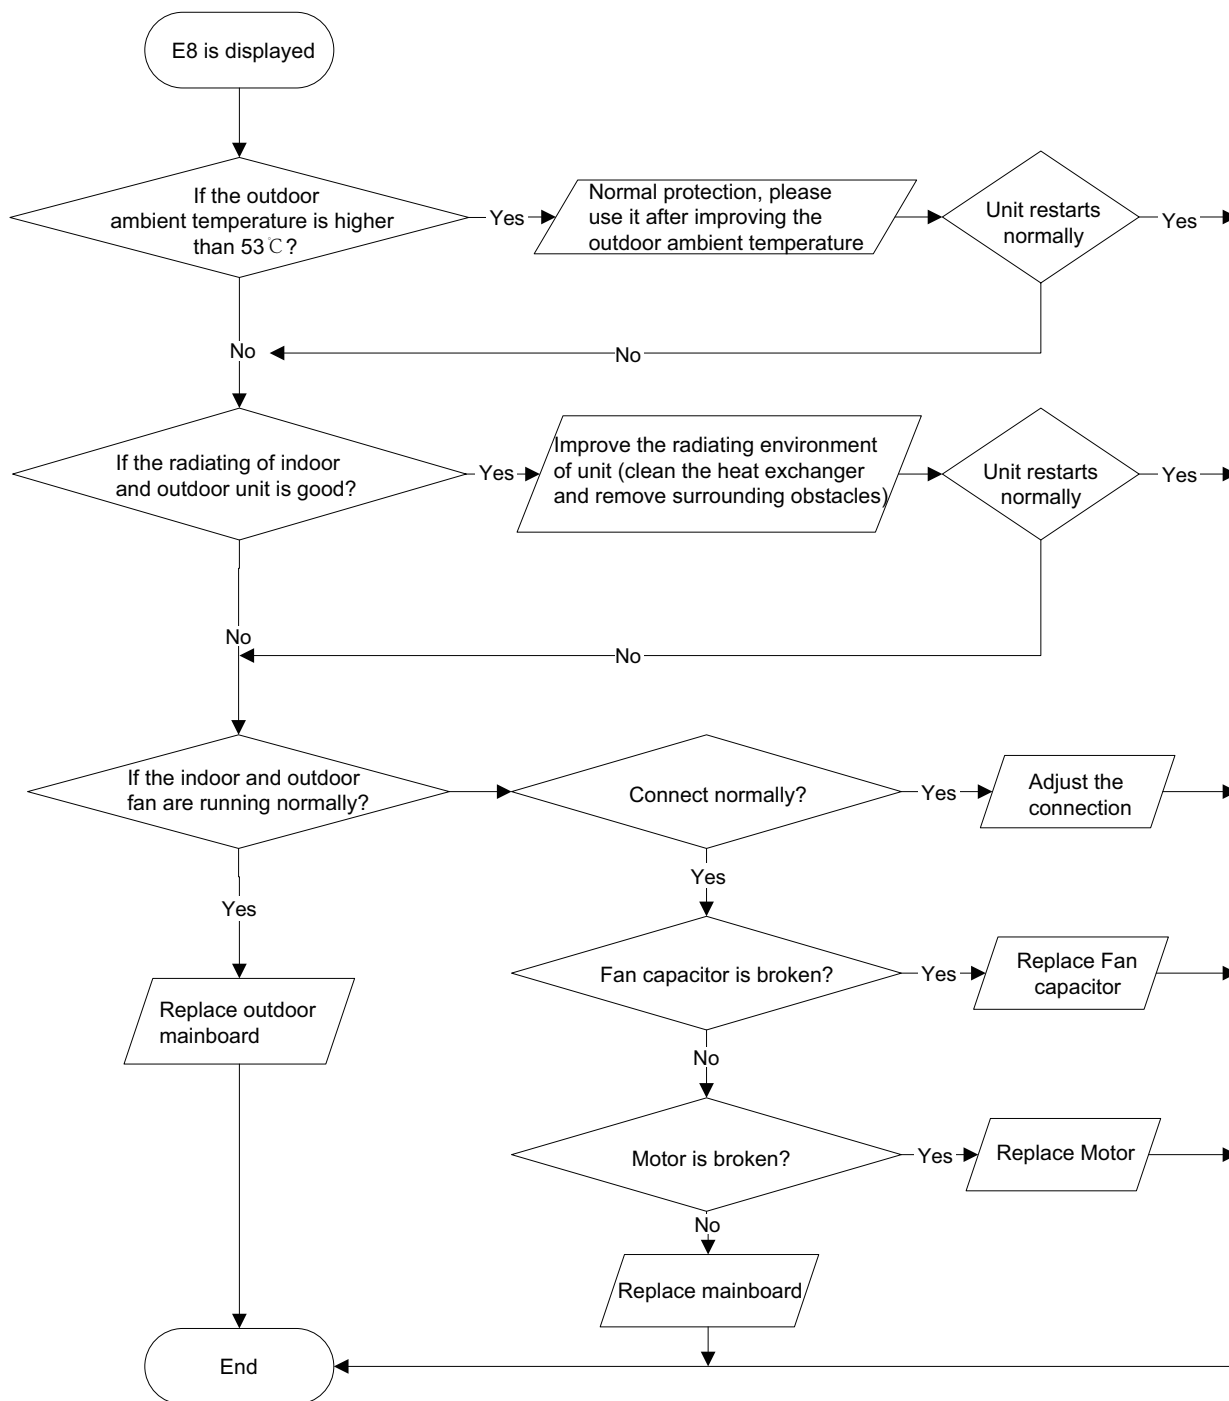 E8 is displayed
If the outdoor
ambient temperature is higher
than 53℃?
Yes
Normal protection, please
use it after improving the
outdoor ambient temperature
Unit restarts
normally
Yes
No
No
If the radiating of indoor
and outdoor unit is good?
Yes
Improve the radiating environment
of unit (clean the heat exchanger
and remove surrounding obstacles)
Unit restarts
normally
Yes
No
No
If the indoor and outdoor
fan are running normally?
Connect normally?
Yes
Adjust the
connection
Yes
Yes
Fan capacitor is broken?
Yes
Replace Fan
capacitor
Replace outdoor
mainboard
No
Motor is broken?
Yes
Replace Motor
No
Replace mainboard
End